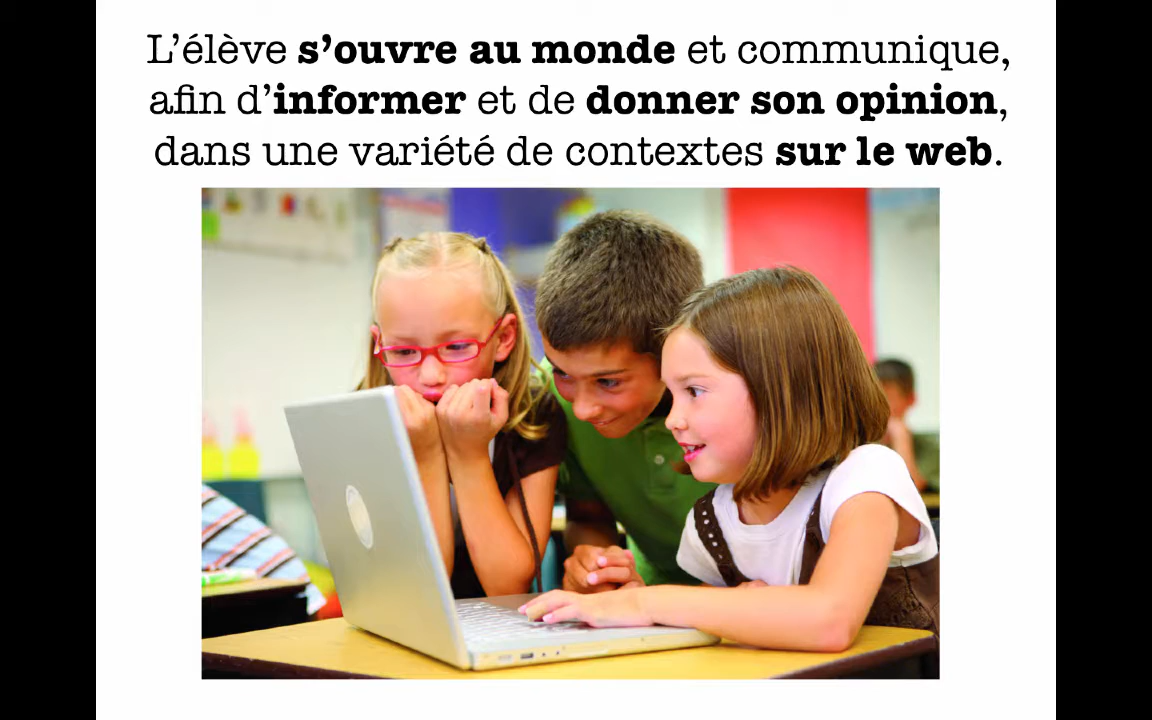 L’élève s’ouvre au monde et communique,
afin d’informer et de donner son opinion,
dans une variété de contextes sur le web.